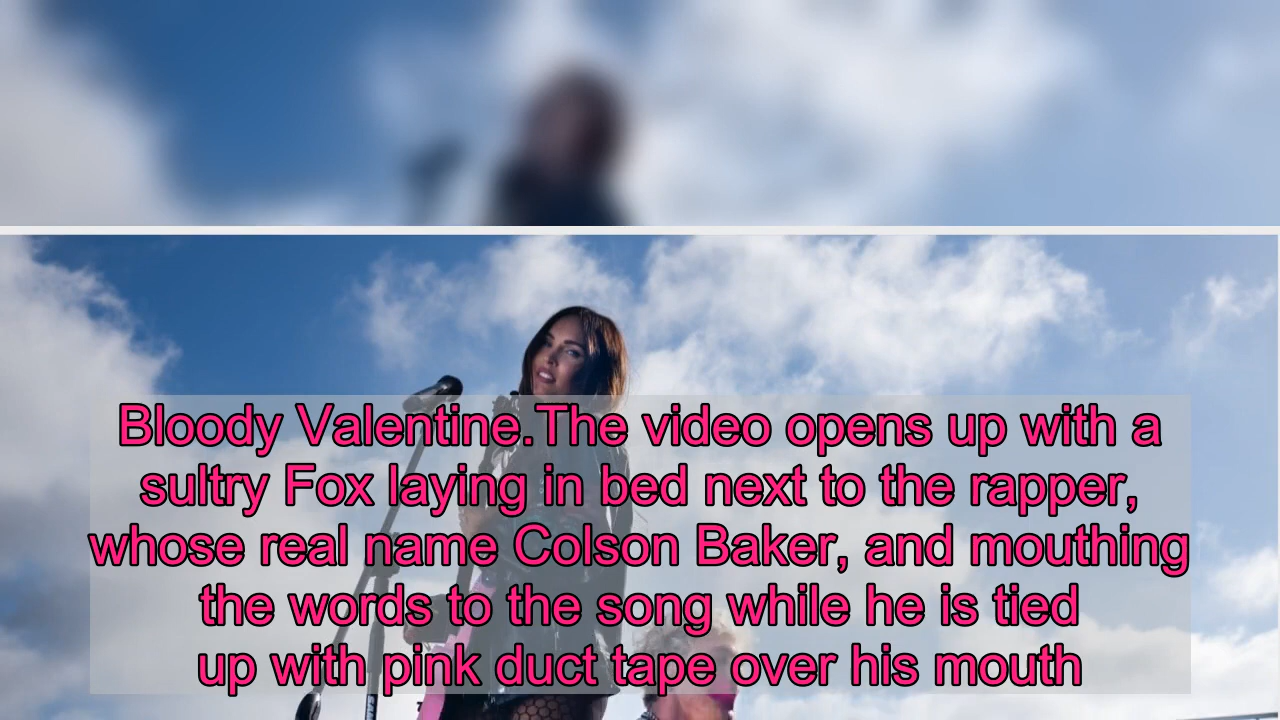 Bloody Valentine.The video opens up with a
sultry Fox laying in bed next to the rapper,
whose real name Colson Baker, and mouthing
the words to the song while he is tied
up with pink duct tape over his mouth